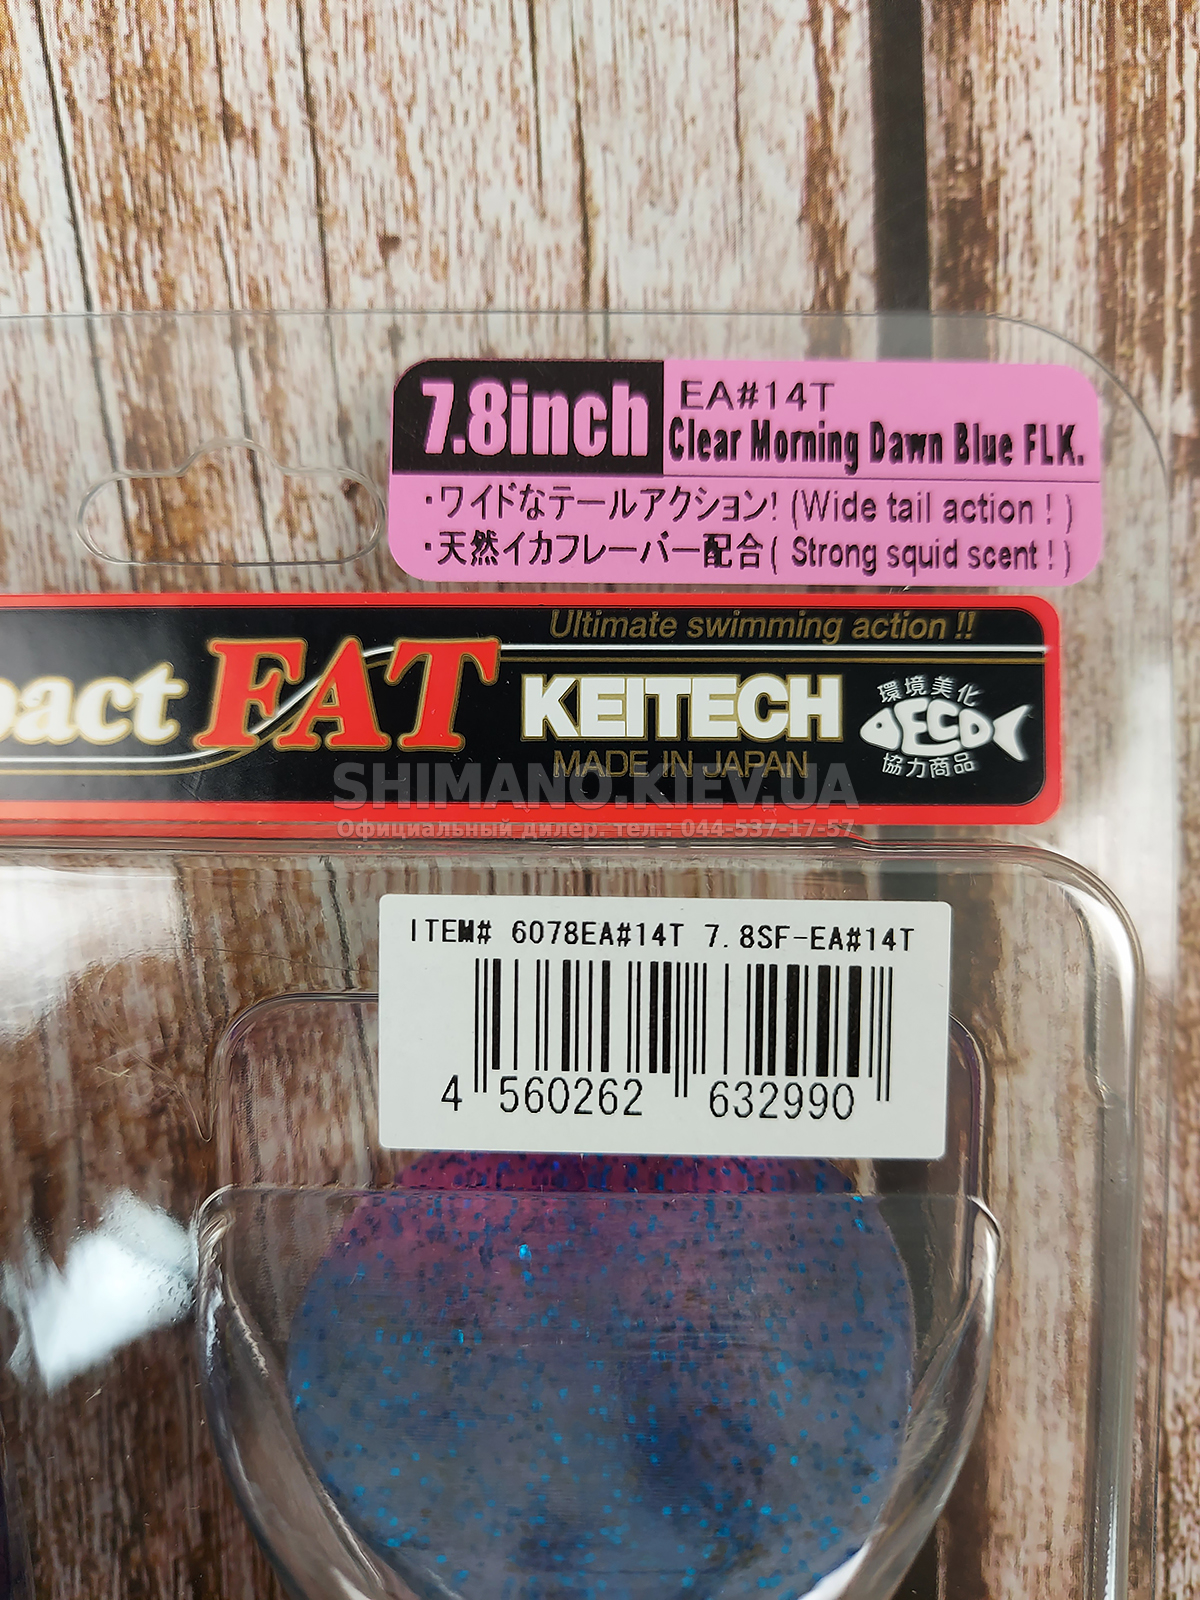 7.8inch
EA#14T
Clear Morning Dawn Blue FLK.
・ワイドなテールアクション! (Wide tail action ! )
・天然イカフレーバー配合( Strong squid scent ! )
Ultimate swimming action !!
pact FAT KEITECH
MADE IN JAPAN
環境美化
ECO
協力商品
SHIMANO.KIEV.UA
Официальный дилер. тел.: 044-537-17-57
ITEM# 6078EA#14T 7.8SF-EA#14T
4 560262 632990